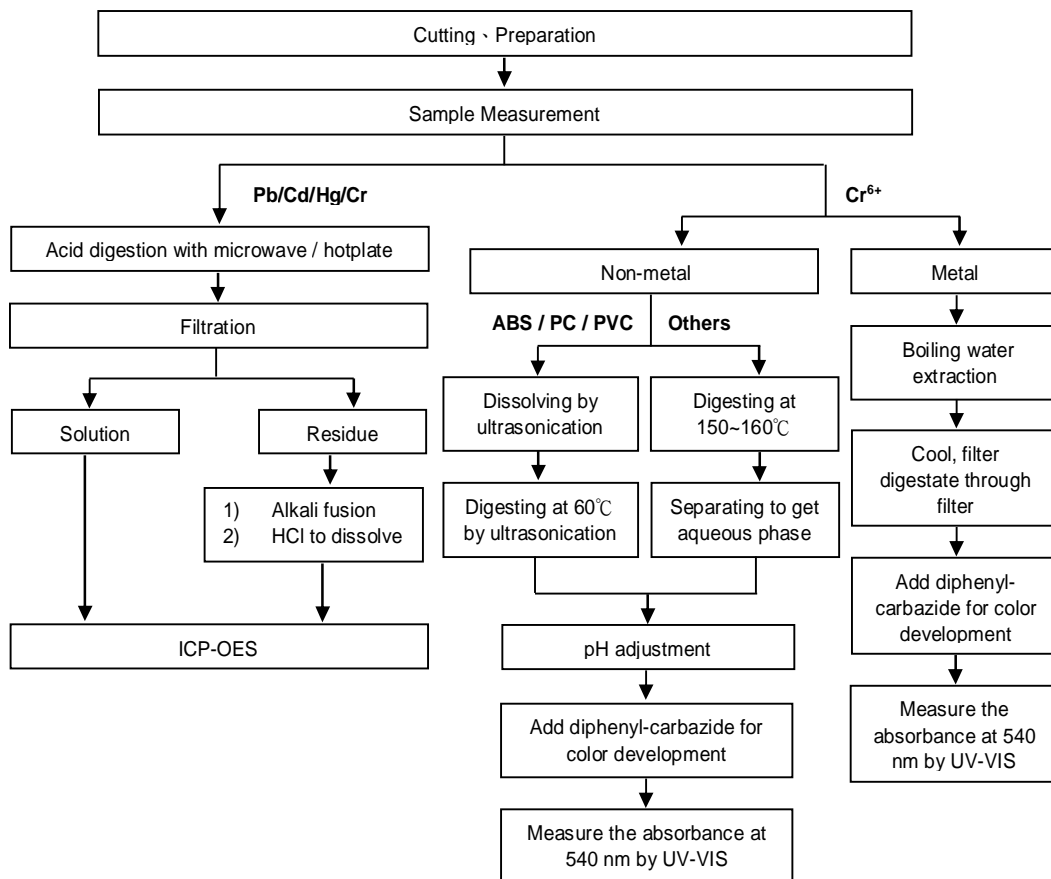 Cutting、Preparation
Sample Measurement
Pb/Cd/Hg/Cr
Cr⁶⁺
Acid digestion with microwave / hotplate
Filtration
Solution
Residue
1) Alkali fusion
2) HCl to dissolve
ICP-OES
Non-metal
ABS / PC / PVC
Others
Dissolving by
ultrasonication
Digesting at 60℃
by ultrasonication
Digesting at
150~160℃
Separating to get
aqueous phase
pH adjustment
Add diphenyl-carbazide for
color development
Measure the absorbance at
540 nm by UV-VIS
Metal
Boiling water
extraction
Cool, filter
digestate through
filter
Add diphenyl-
carbazide for color
development
Measure the
absorbance at 540
nm by UV-VIS